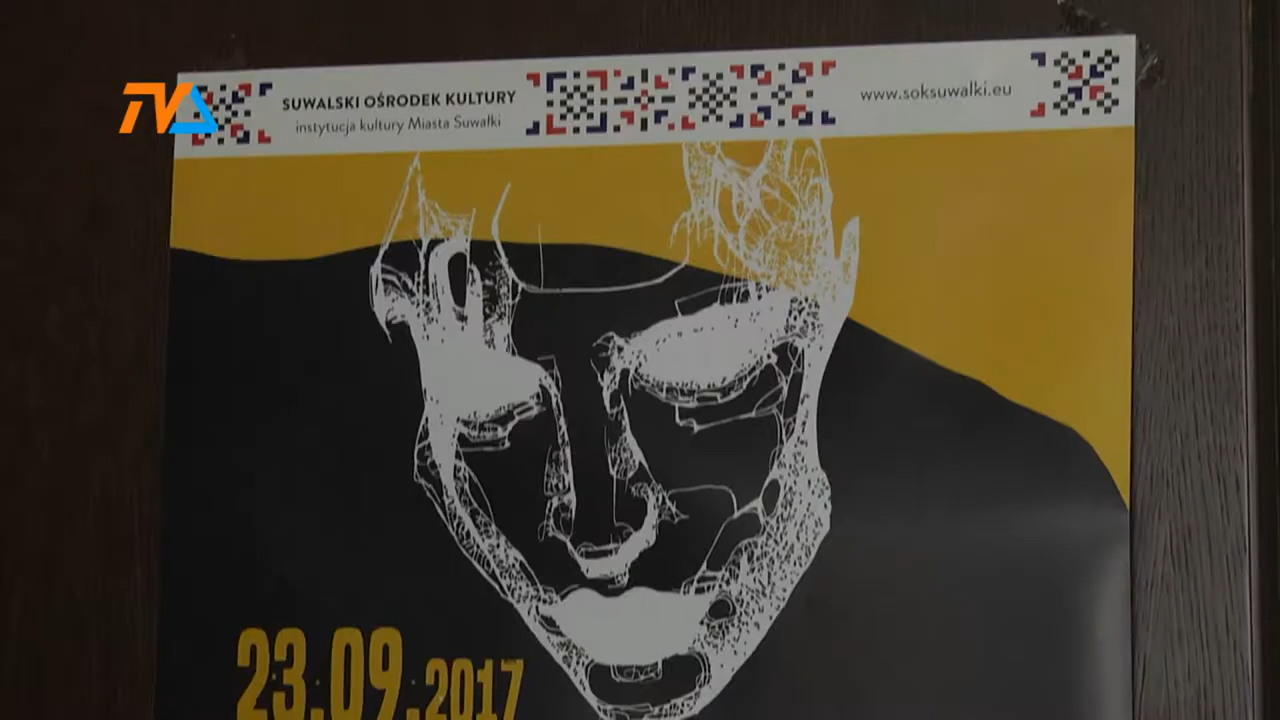 TVS
SUWALSKI OŚRODEK KULTURY
instytucja kultury Miasta Suwałki
www.soksuwalki.eu
23.09.2017